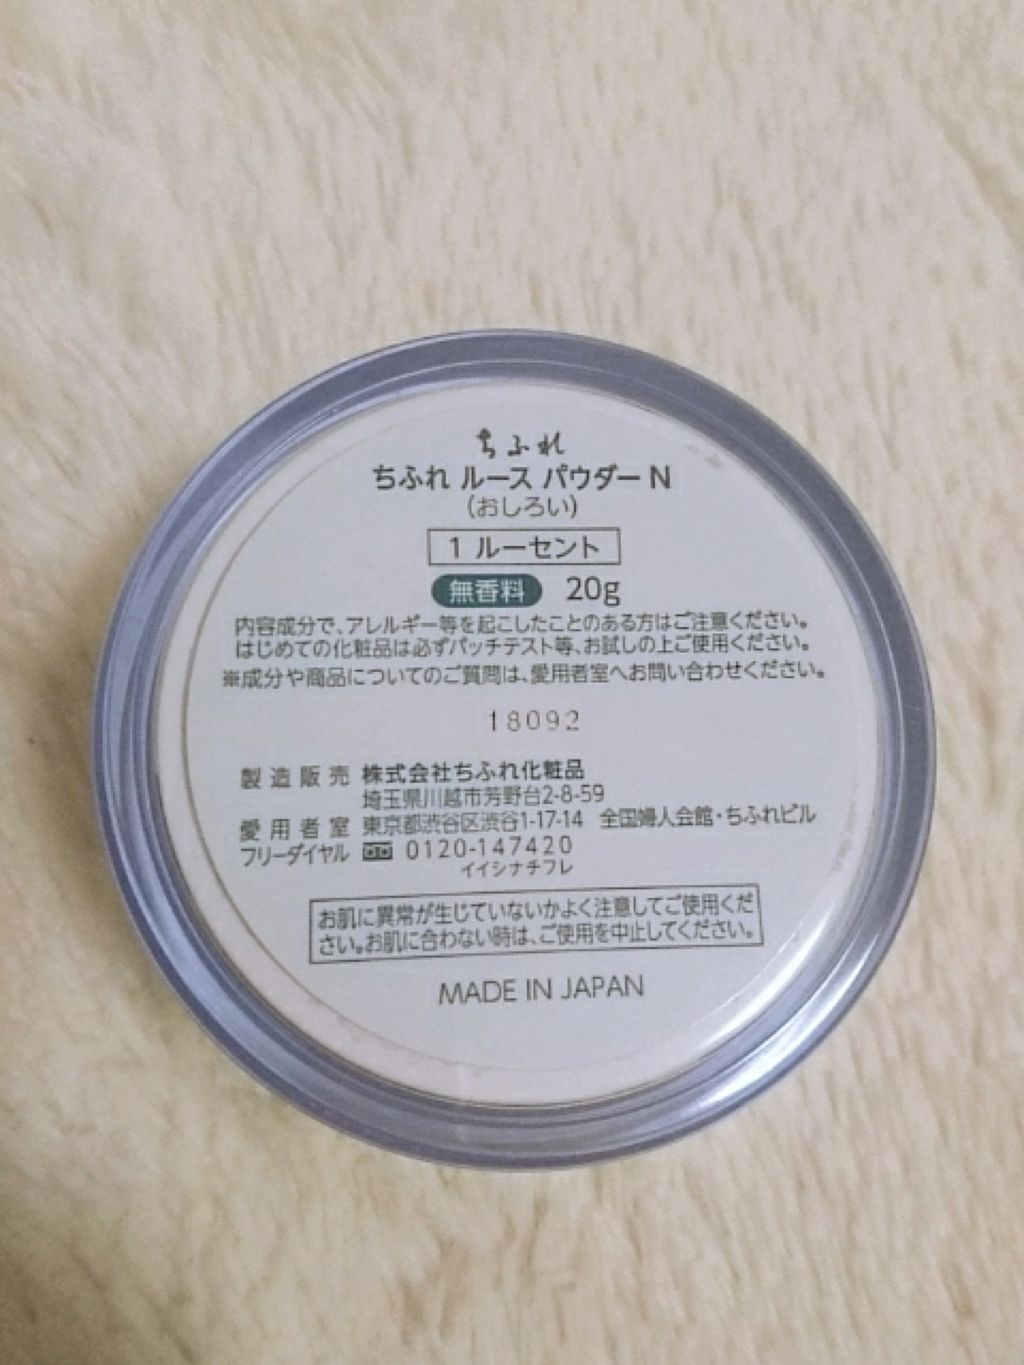 ちふれ
ちふれ ルース パウダー N
（おしろい）
1 ルーセント
無香料 20g
内容成分で、アレルギー等を起こしたことのある方はご注意ください。
はじめての化粧品は必ずパッチテスト等、お試しの上ご使用ください。
※成分や商品についてのご質問は、愛用者室へお問い合わせください。
18092
製造販売 株式会社ちふれ化粧品
埼玉県川越市芳野台2-8-59
愛用者室 東京都渋谷区渋谷1-17-14 全国婦人会館・ちふれビル
フリーダイヤル 0120-147420
イイシナチフレ
お肌に異常が生じていないかよく注意してご使用くだ
さい。お肌に合わない時は、ご使用を中止してください。
MADE IN JAPAN